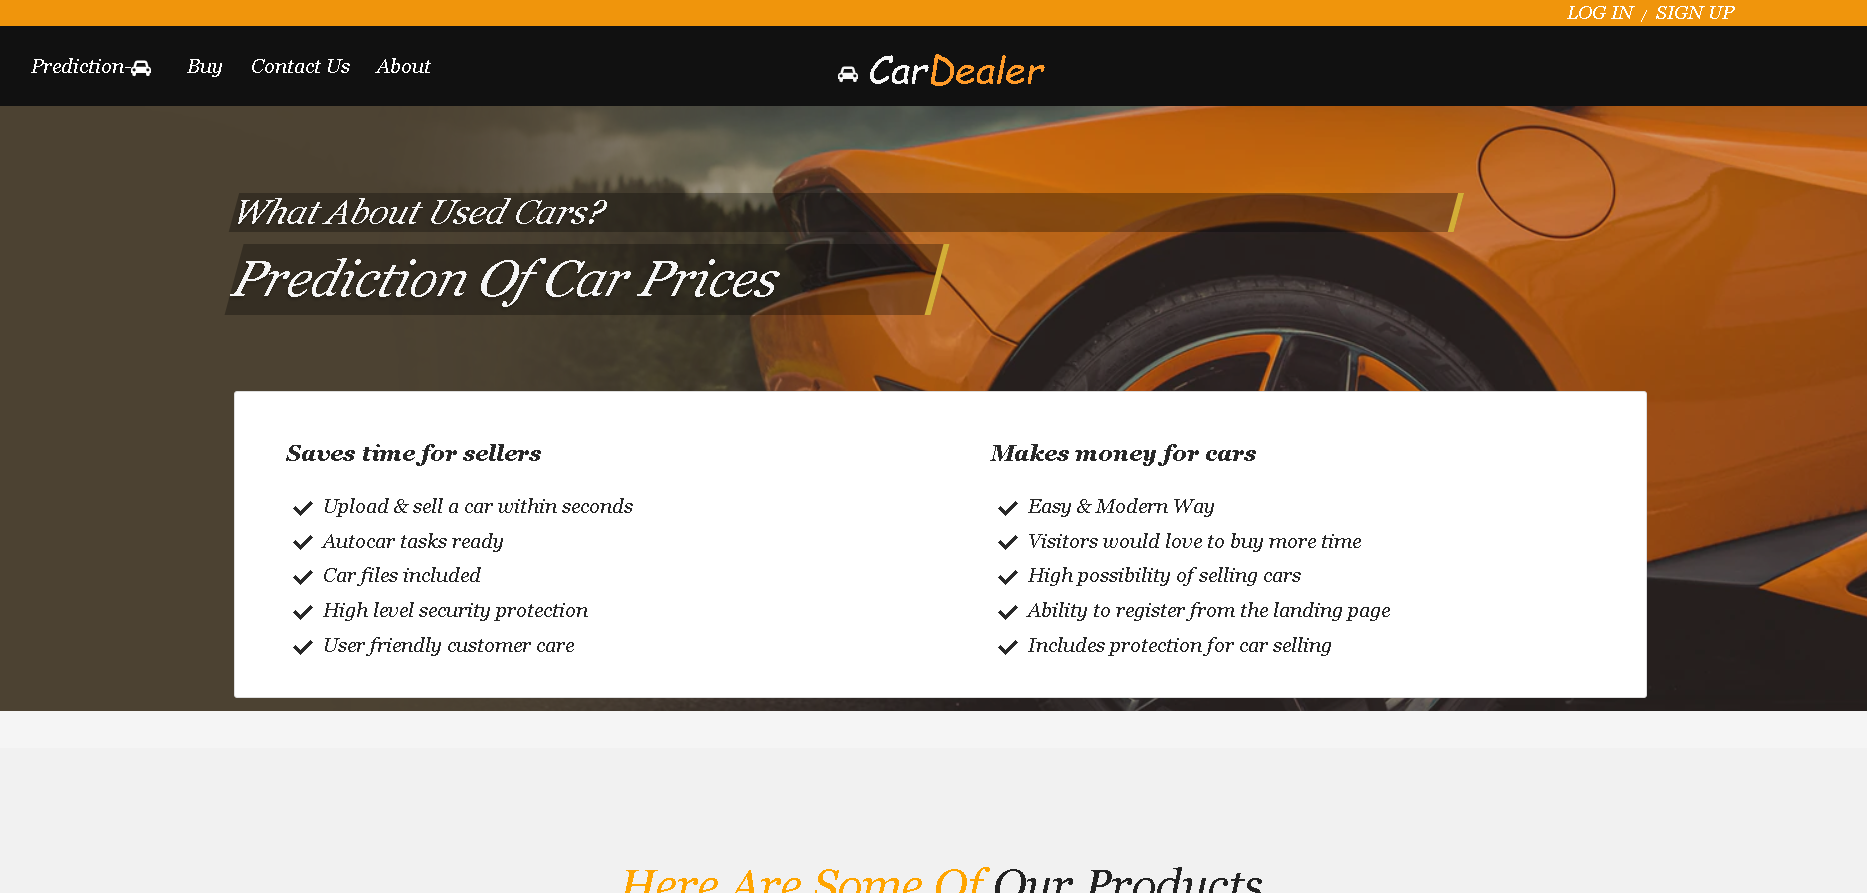 LOG IN / SIGN UP
Prediction- Buy Contact Us About
CarDealer
What About Used Cars?
Prediction Of Car Prices
Saves time for sellers
Upload & sell a car within seconds
Autocar tasks ready
Car files included
High level security protection
User friendly customer care
Makes money for cars
Easy & Modern Way
Visitors would love to buy more time
High possibility of selling cars
Ability to register from the landing page
Includes protection for car selling
Here Are Some Of Our Products